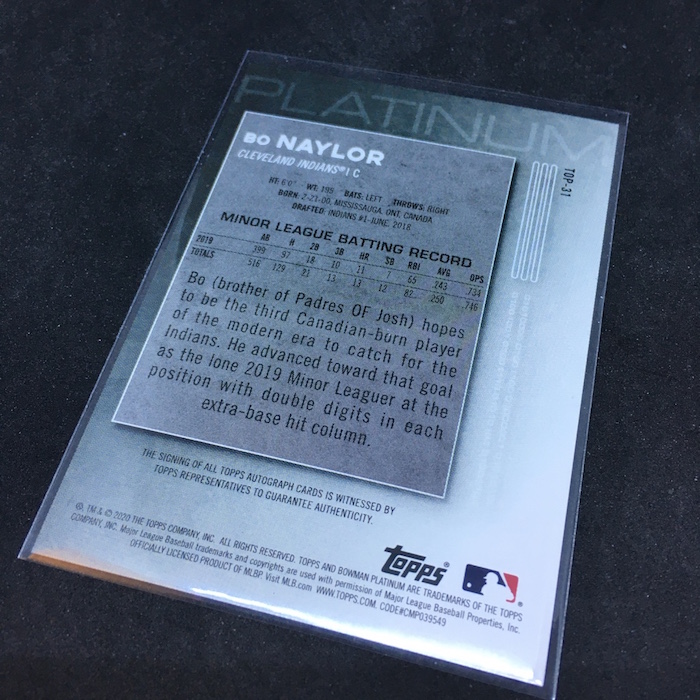 PLATINUM
BO NAYLOR
CLEVELAND INDIANS® | C
TOP-31
HT: 6'0" WT: 195 BATS: LEFT THROWS: RIGHT
BORN: 2-21-00, MISSISSAUGA, ONT, CANADA
DRAFTED: INDIANS #1-JUNE, 2018
MINOR LEAGUE BATTING RECORD
AB H 2B 3B HR SB RBI AVG OPS
2019 399 97 18 10 11 7 65 .243 .734
TOTALS 516 129 21 13 13 12 82 .250 .746
Bo (brother of Padres OF Josh) hopes
to be the third Canadian-born player
of the modern era to catch for the
Indians. He advanced toward that goal
as the lone 2019 Minor Leaguer at the
position with double digits in each
extra-base hit column.
THE SIGNING OF ALL TOPPS AUTOGRAPH CARDS IS WITNESSED BY
TOPPS REPRESENTATIVES TO GUARANTEE AUTHENTICITY.
®, TM & © 2020 THE TOPPS COMPANY, INC. ALL RIGHTS RESERVED. TOPPS AND BOWMAN PLATINUM ARE TRADEMARKS OF THE TOPPS
COMPANY, INC. Major League Baseball trademarks and copyrights are used with permission of Major League Baseball Properties, Inc.
OFFICIALLY LICENSED PRODUCT OF MLBP Visit MLB.com WWW.TOPPS.COM. CODE#CMP039549
topps®